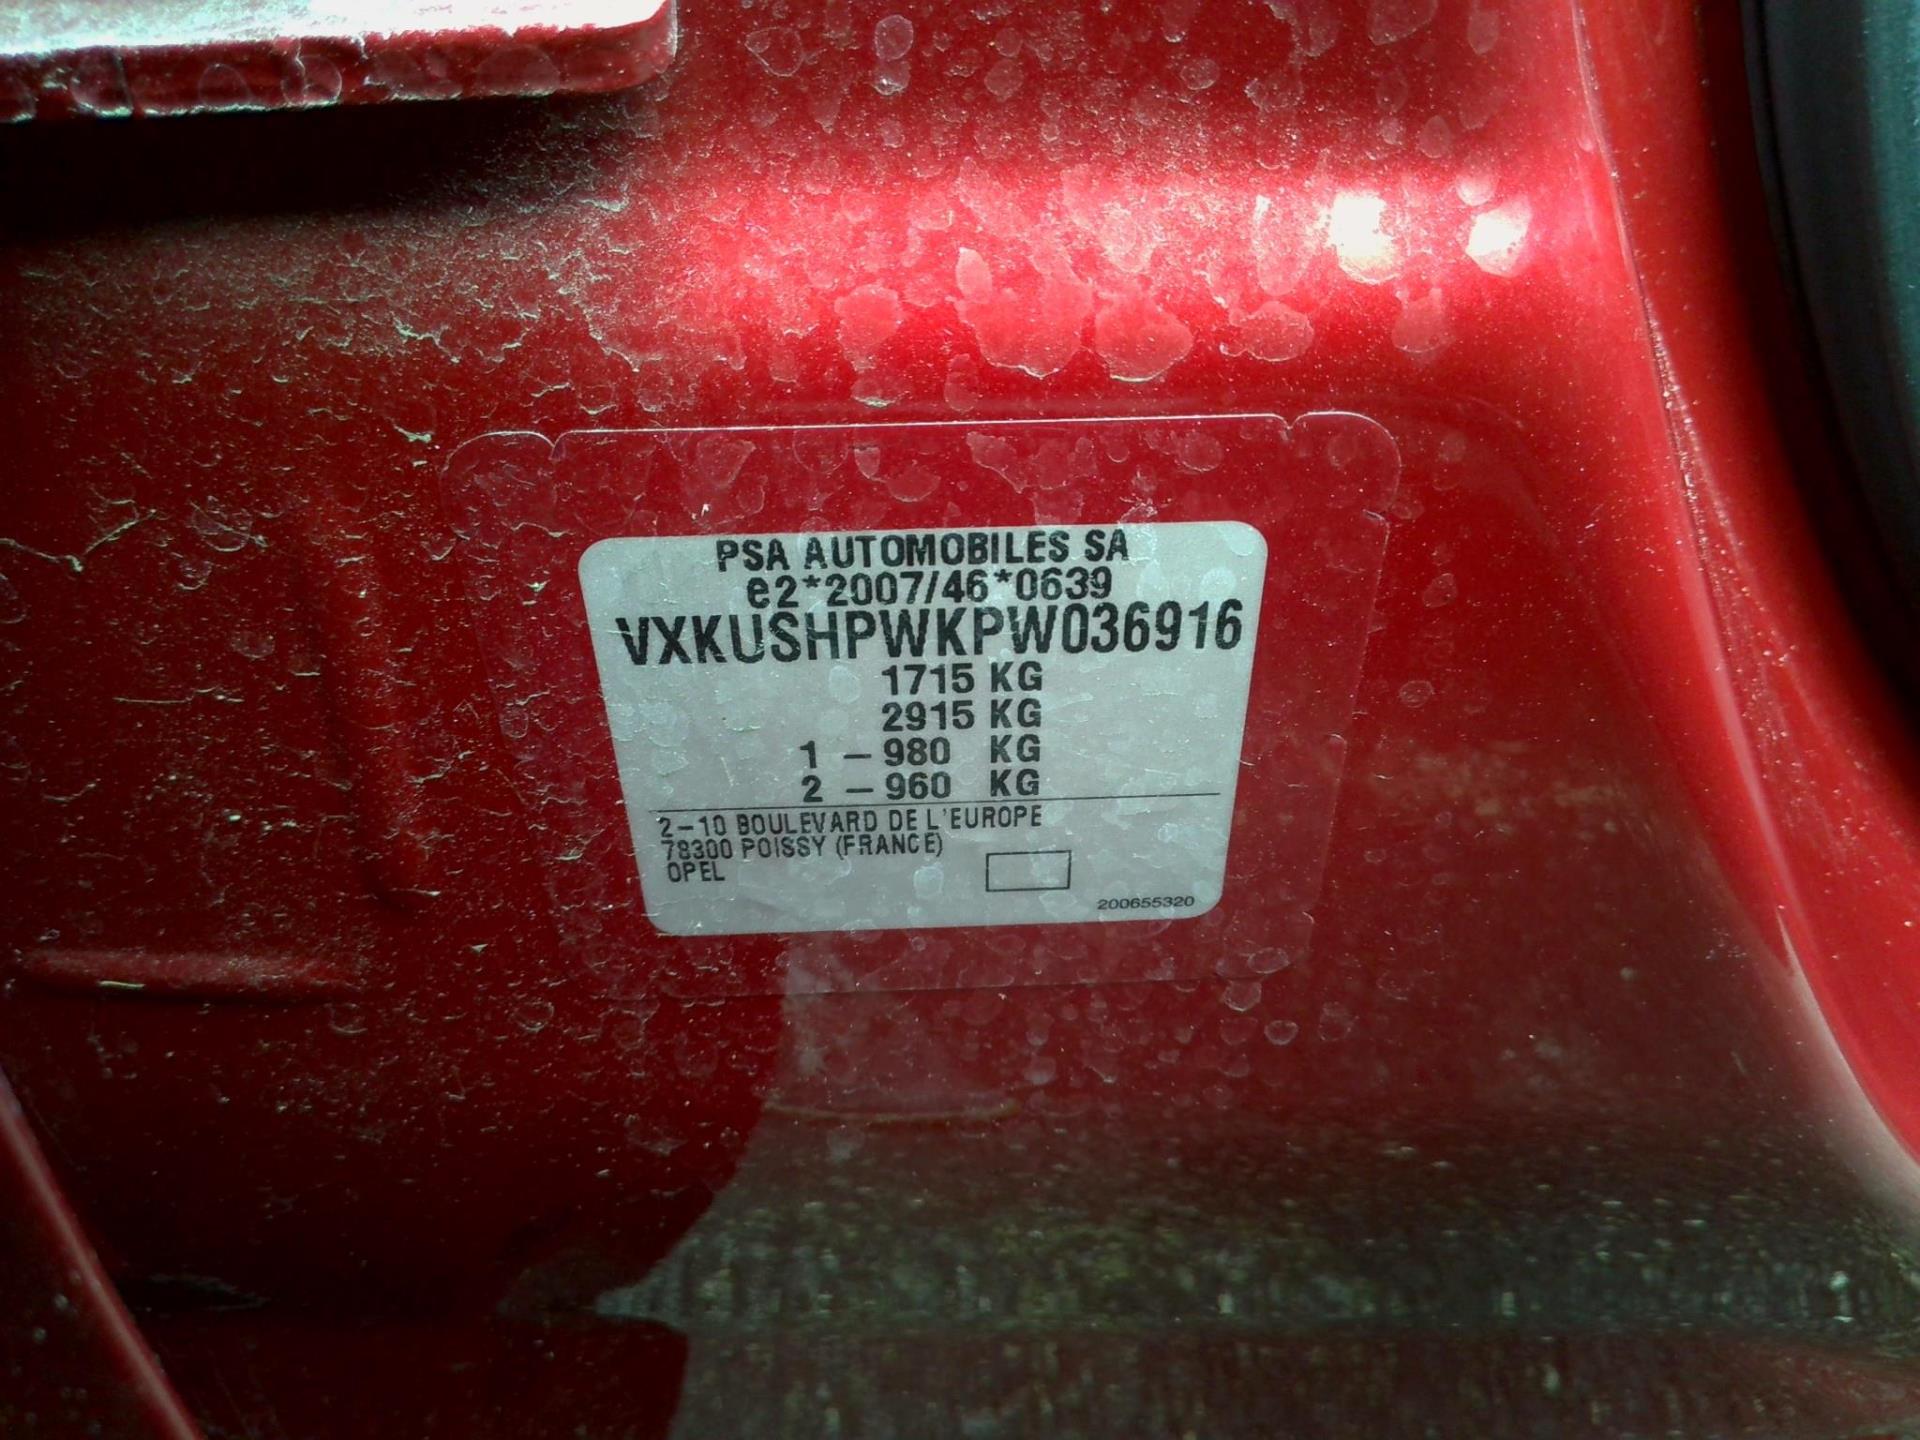 PSA AUTOMOBILES SA
e2*2007/46*0639
VXKUSHPWKPW036916
1715 KG
2915 KG
1 – 980 KG
2 – 960 KG
2-10 BOULEVARD DE L'EUROPE
78300 POISSY (FRANCE)
OPEL
200655320